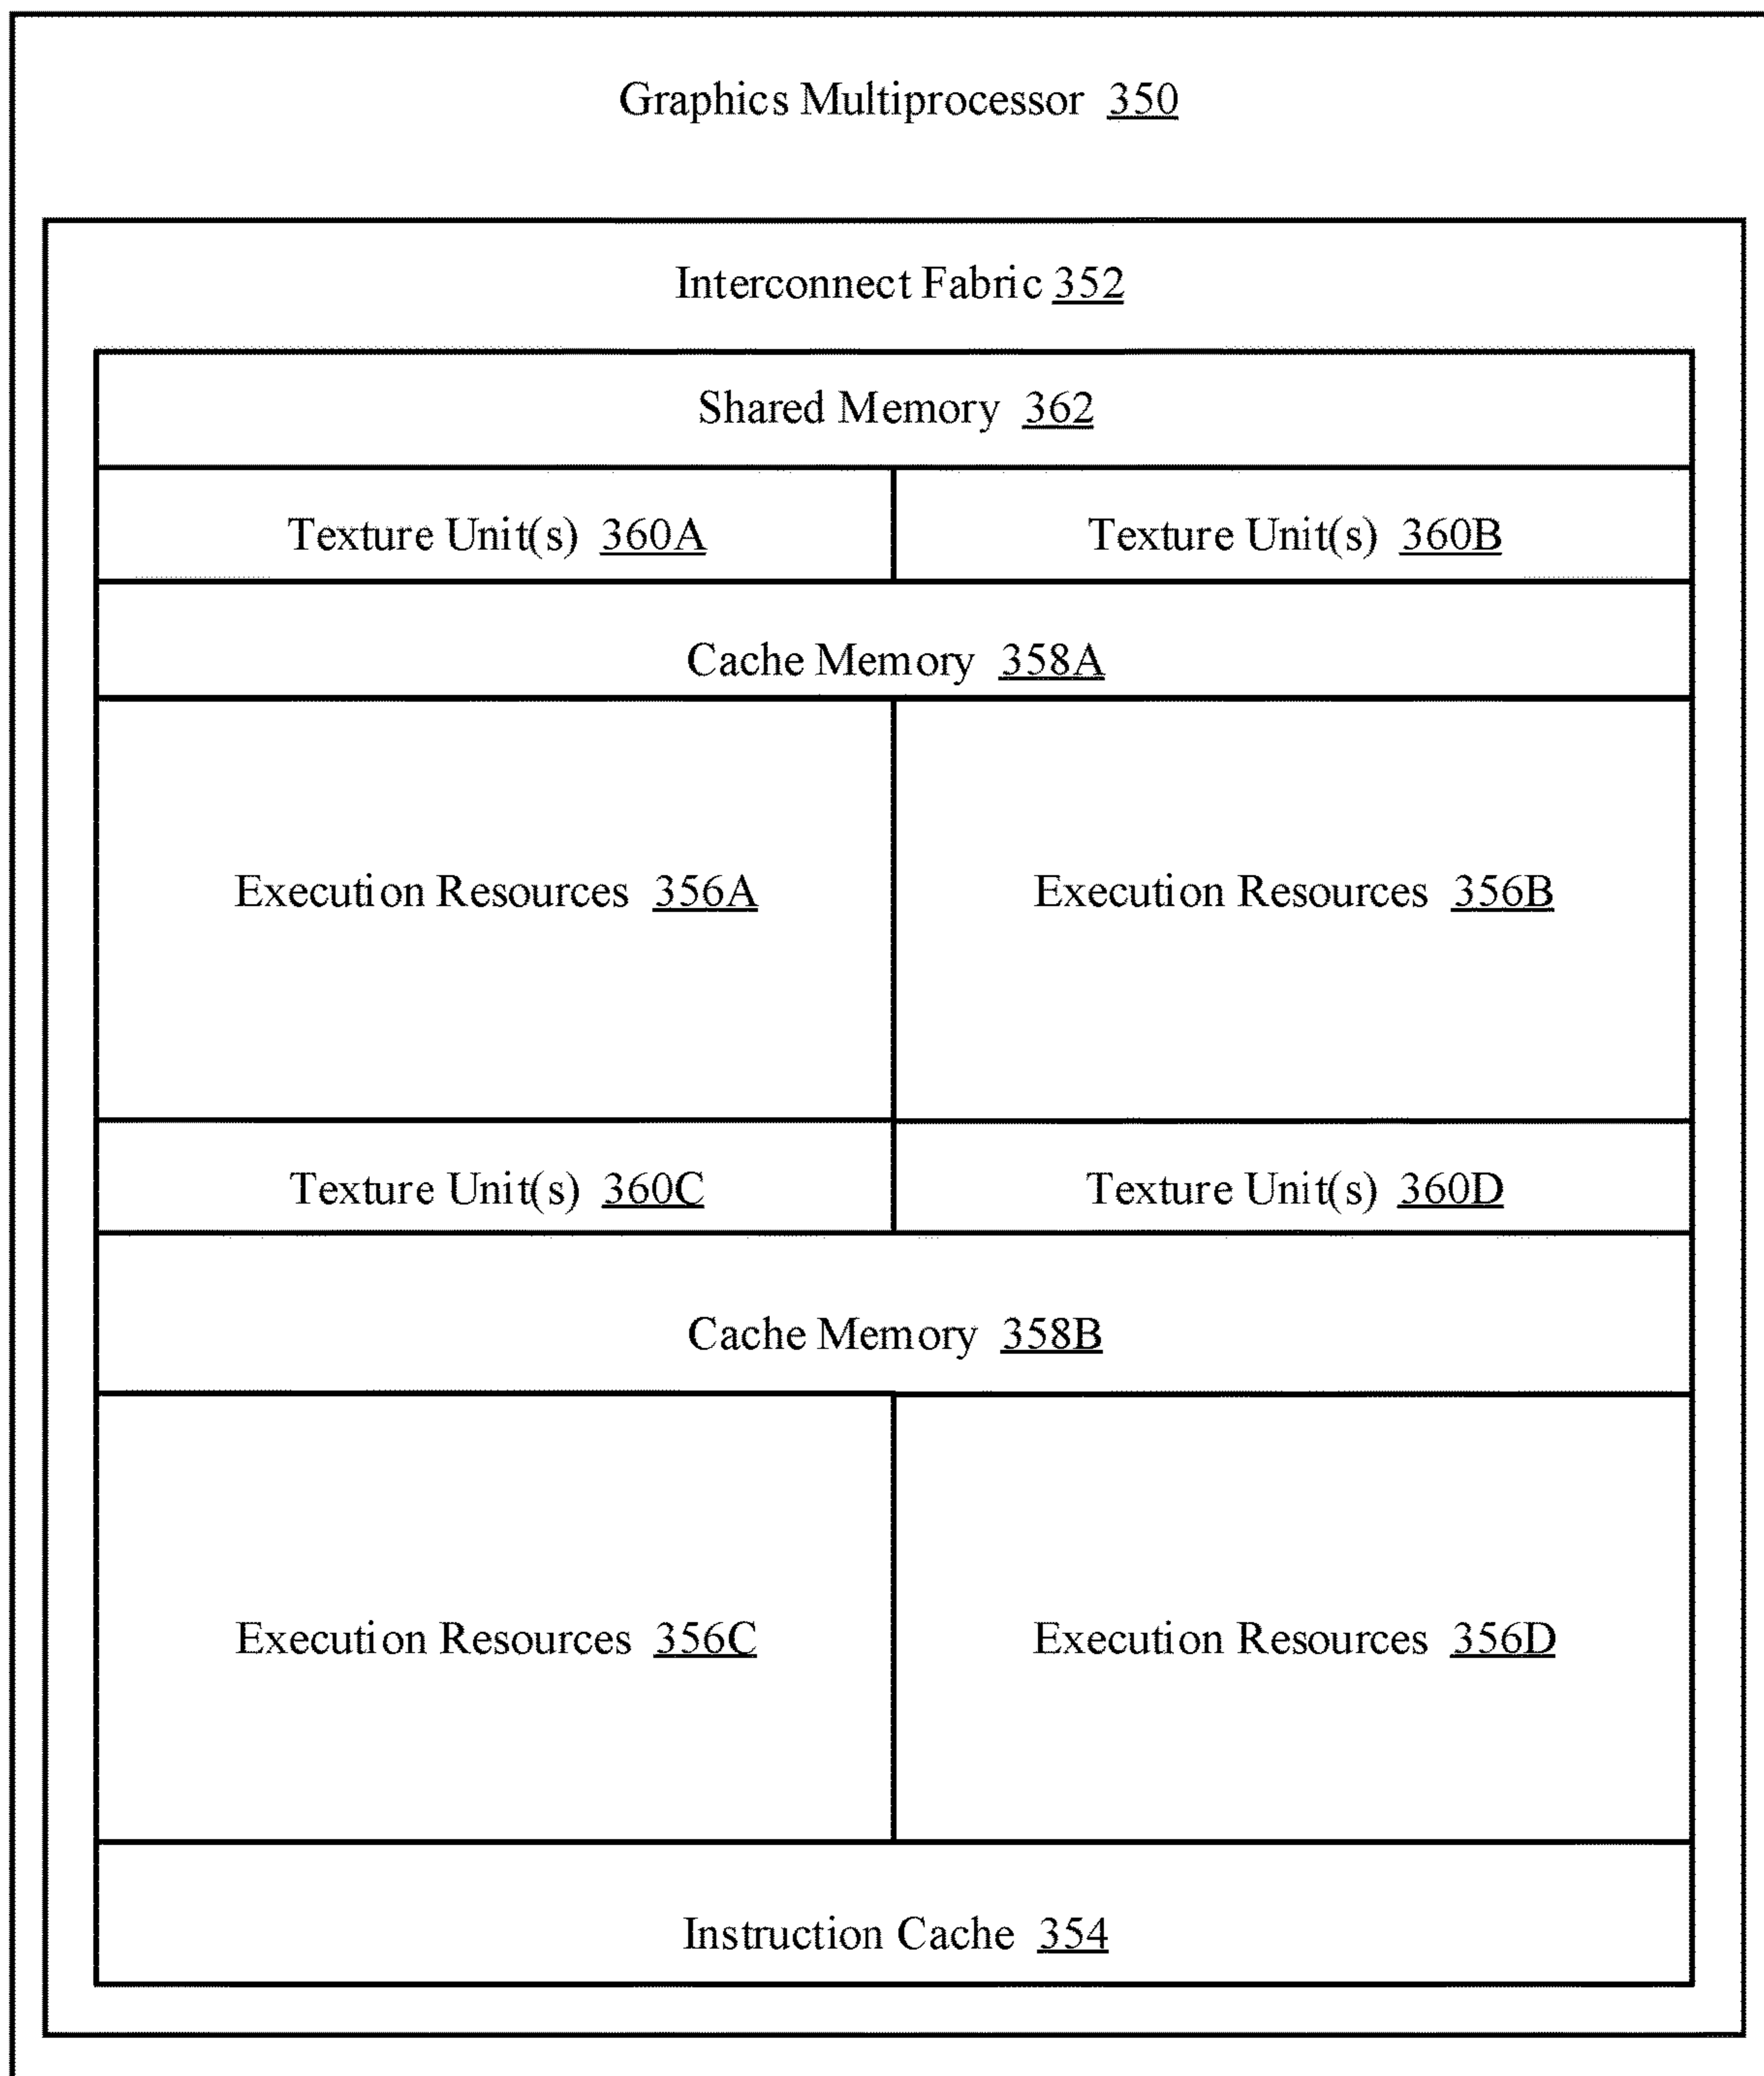 Graphics Multiprocessor 350
Interconnect Fabric 352
Shared Memory 362
Texture Unit(s) 360A
Texture Unit(s) 360B
Cache Memory 358A
Execution Resources 356A
Execution Resources 356B
Texture Unit(s) 360C
Texture Unit(s) 360D
Cache Memory 358B
Execution Resources 356C
Execution Resources 356D
Instruction Cache 354